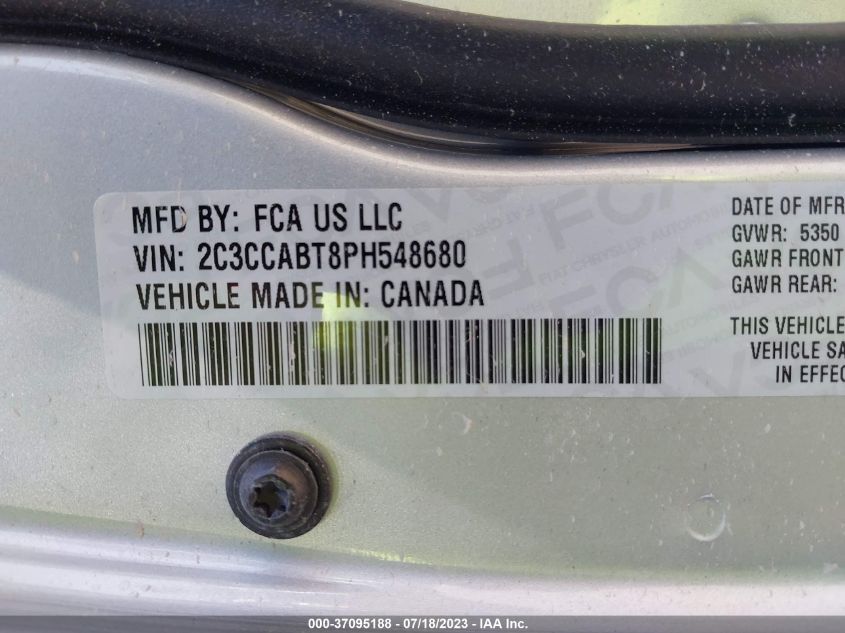 MFD BY: FCA US LLC
VIN: 2C3CCABT8PH548680
VEHICLE MADE IN: CANADA
DATE OF MFR
GVWR: 5350
GAWR FRONT
GAWR REAR:
THIS VEHICLE
VEHICLE SA
IN EFFEC
000-37095188 - 07/18/2023 - IAA Inc.